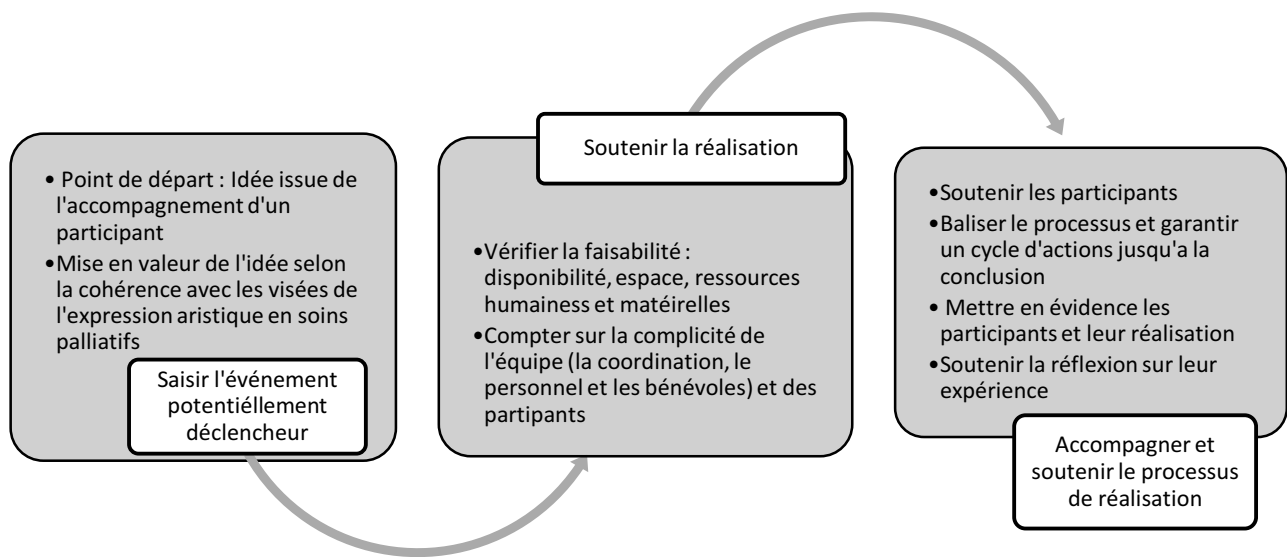 • Point de départ : Idée issue de
l'accompagnement d'un
participant
•Mise en valeur de l'idée selon
la cohérence avec les visées de
l'expression aristique en soins
palliatifs
Saisir l'événement
potentiéllement
déclencheur
Soutenir la réalisation
•Vérifier la faisabilité :
disponibilité, espace, ressources
humainess et matéirelles
•Compter sur la complicité de
l'équipe (la coordination, le
personnel et les bénévoles) et des
partipants
•Soutenir les participants
•Baliser le processus et garantir
un cycle d'actions jusqu'a la
conclusion
• Mettre en évidence les
participants et leur réalisation
•Soutenir la réflexion sur leur
expérience
Accompagner et
soutenir le processus
de réalisation